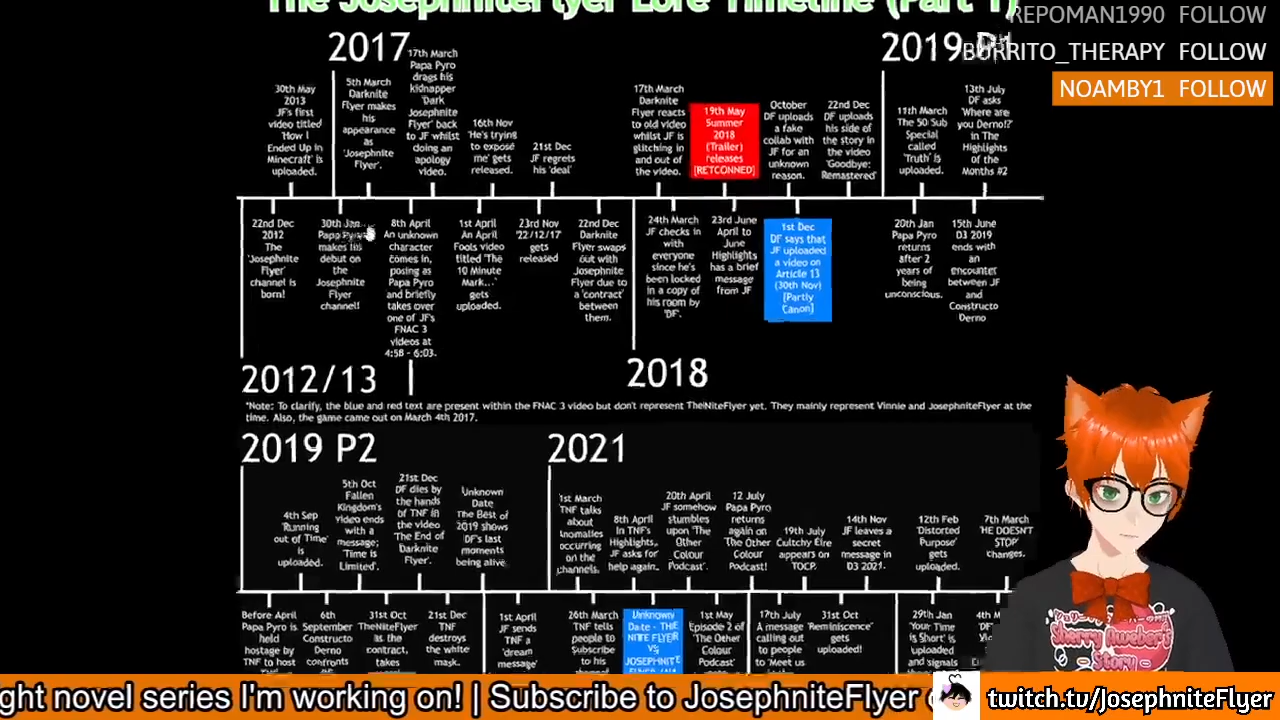 The JosephniteFlyer Lore Timeline (Part 1)
REPOMAN1990 FOLLOW
BURRITO_THERAPY FOLLOW
NOAMBY1 FOLLOW
2017
2019 P1
30th May
2013
JF's first
video titled
'How I
Ended Up in
Minecraft' is
uploaded.
5th March
Darknite
Flyer makes
his
appearance
as
'Josephnite
Flyer'.
17th March
Papa Pyro
drags his
kidnapper
'Dark
Josephnite
Flyer' back
to JF whilst
doing an
apology
video.
16th Nov
'He's trying
to expose
me' gets
released.
21st Dec
JF regrets
his 'deal'
17th March
Darknite
Flyer reacts
to old video
whilst JF is
glitching in
and out of
the video.
19th May
Summer
2018
(Trailer)
releases
[RETCONNED]
October
DF uploads
a fake
collab with
JF for an
unknown
reason.
22nd Dec
DF uploads
his side of
the story in
the video
'Goodbye:
Remastered'
11th March
The 50 Sub
Special
called
'Truth' is
uploaded.
13th July
DF asks
'Where are
you Derno!?'
in The
Highlights
of the
Months #2
22nd Dec
2012
The
'Josephnite
Flyer'
channel is
born!
30th Jan
Papa Pyro
makes his
debut on
the
Josephnite
Flyer
channel!
8th April
An unknown
character
comes in,
posing as
Papa Pyro
and briefly
takes over
one of JF's
FNAC 3
videos at
4:58 - 6:03.
1st April
An April
Fools video
titled 'The
10 Minute
Mark...'
gets
uploaded.
23rd Nov
'22/12/17'
gets
released
22nd Dec
Darknite
Flyer swaps
out with
Josephnite
Flyer due to
a 'contract'
between
them.
24th March
JF checks in
with
everyone
since he's
been locked
in a copy of
his room by
'DF'.
23rd June
April to
June
Highlights
has a brief
message
from JF
1st Dec
DF says that
JF uploaded
a video on
Article 13
(30th Nov)
[Partly
Canon]
20th Jan
Papa Pyro
returns
after 2
years of
being
unconscious.
15th June
D3 2019
ends with
an
encounter
between JF
and
Constructo
Derno
2012/13
2018
*Note: To clarify, the blue and red text are present within the FNAC 3 video but don't represent TheNiteFlyer yet. They mainly represent Vinnie and JosephniteFlyer at the
time. Also, the game came out on March 4th 2017.
2019 P2
2021
4th Sep
'Running
out of Time'
is
uploaded.
5th Oct
Fallen
Kingdom's
video ends
with a
message;
'Time is
Limited'.
21st Dec
DF dies by
the hands
of TNF in
the video
'The End of
Darknite
Flyer'.
Unknown
Date
The Best of
2019 shows
DF's last
moments
being alive.
1st March
TNF talks
about
anomalies
occurring
on the
channels.
8th April
In TNF's
Highlights,
JF asks for
help again.
20th April
JF somehow
stumbles
upon 'The
Other
Colour
Podcast'.
12 July
Papa Pyro
returns
again on
The Other
Colour
Podcast!
19th July
Cultchy Eire
appears on
TOCP.
14th Nov
JF leaves a
secret
message in
D3 2021.
12th Feb
'Distorted
Purpose'
gets
uploaded.
7th March
'HE DOESN'T
STOP'
changes.
Before April
Papa Pyro is
held
hostage by
TNF to host
6th
September
Constructo
Derno
confronts
31st Oct
TheNiteFlyer
as the
contract,
takes
21st Dec
TNF
destroys
the white
mask.
1st April
JF sends
TNF a
'dream
message'
26th March
TNF tells
people to
Subscribe
to his
Unknown
Date - THE
NITE FLYER
VS
JOSEPHNITE
1st May
Episode 2 of
'The Other
Colour
Podcast'
17th July
A message
calling out
to people
to 'Meet us
31st Oct
'Reminiscence'
gets
uploaded!
29th Jan
'Your Time
is Short' is
uploaded
and signals
Sherry Aweber's
- Story -
ght novel series I'm working on! | Subscribe to JosephniteFlyer
twitch.tv/JosephniteFlyer